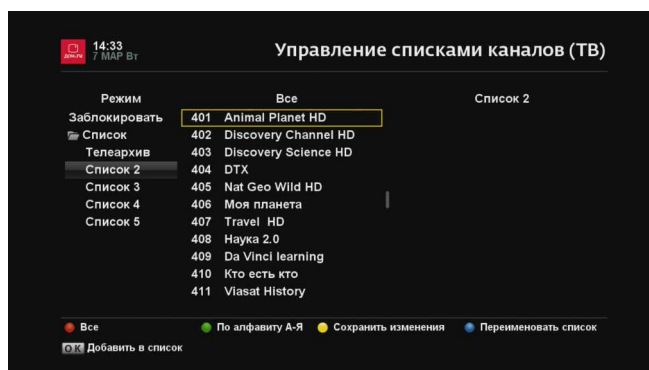 14:33
ДОМ.RU 7 МАР Вт
Управление списками каналов (ТВ)
Режим
Заблокировать
Список
Телеархив
Список 2
Список 3
Список 4
Список 5
Все
401 Animal Planet HD
402 Discovery Channel HD
403 Discovery Science HD
404 DTX
405 Nat Geo Wild HD
406 Моя планета
407 Travel HD
408 Наука 2.0
409 Da Vinci learning
410 Кто есть кто
411 Viasat History
Список 2
Все По алфавиту А-Я Сохранить изменения Переименовать список
OK Добавить в список